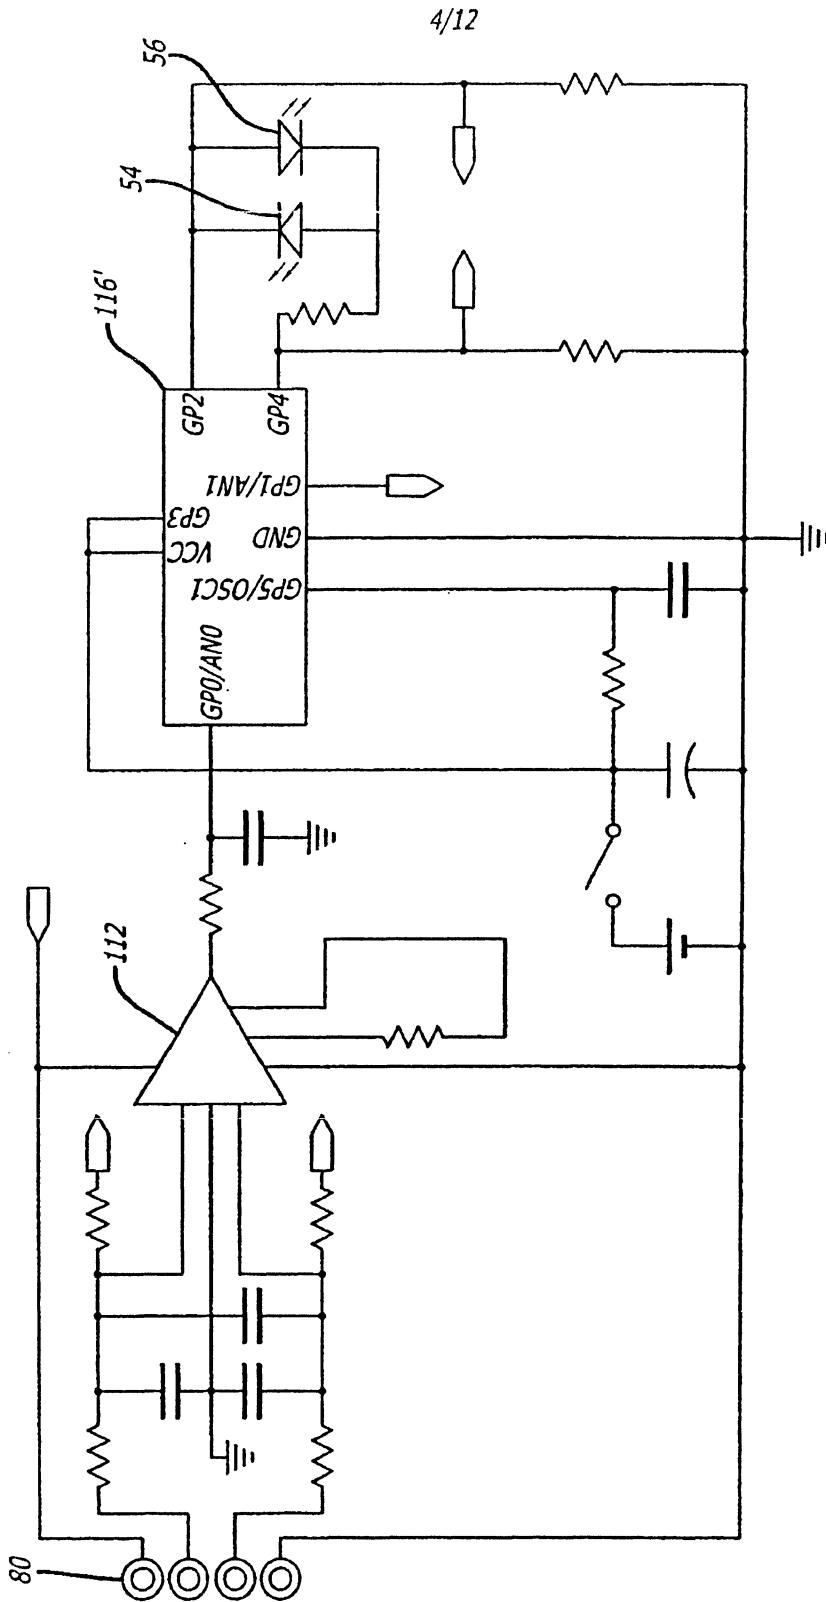 4/12
56
54
116'
GP2
GP4
GP1/AN1
GP3
VCC
GND
GP5/OSC1
GP0/AN0
112
80